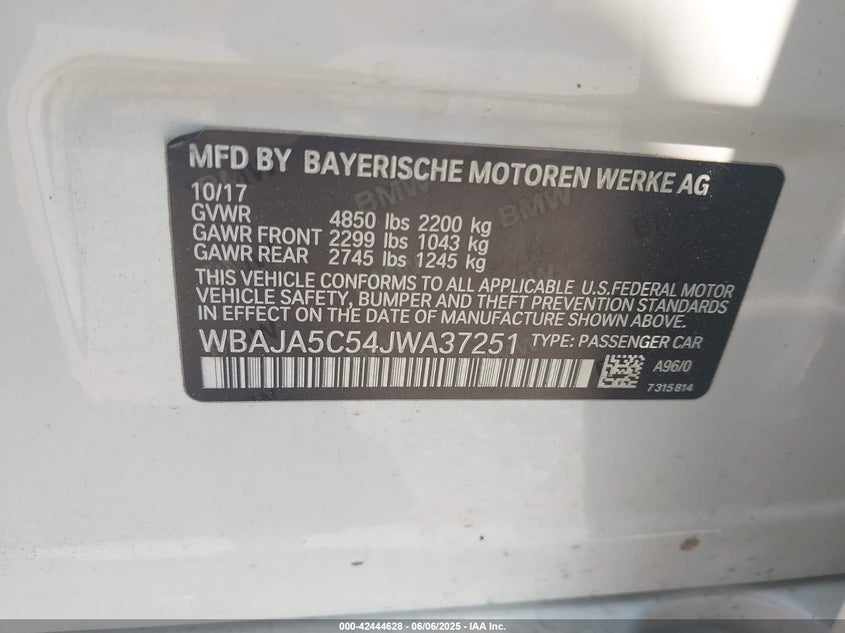 MFD BY BAYERISCHE MOTOREN WERKE AG
10/17
GVWR 4850 lbs 2200 kg
GAWR FRONT 2299 lbs 1043 kg
GAWR REAR 2745 lbs 1245 kg
THIS VEHICLE CONFORMS TO ALL APPLICABLE U.S.FEDERAL MOTOR
VEHICLE SAFETY, BUMPER AND THEFT PREVENTION STANDARDS
IN EFFECT ON THE DATE OF MANUFACTURE SHOWN ABOVE.
WBAJA5C54JWA37251 TYPE: PASSENGER CAR
A96/0
7315814
BMW BMW
000-42444628 - 06/06/2025 - IAA Inc.